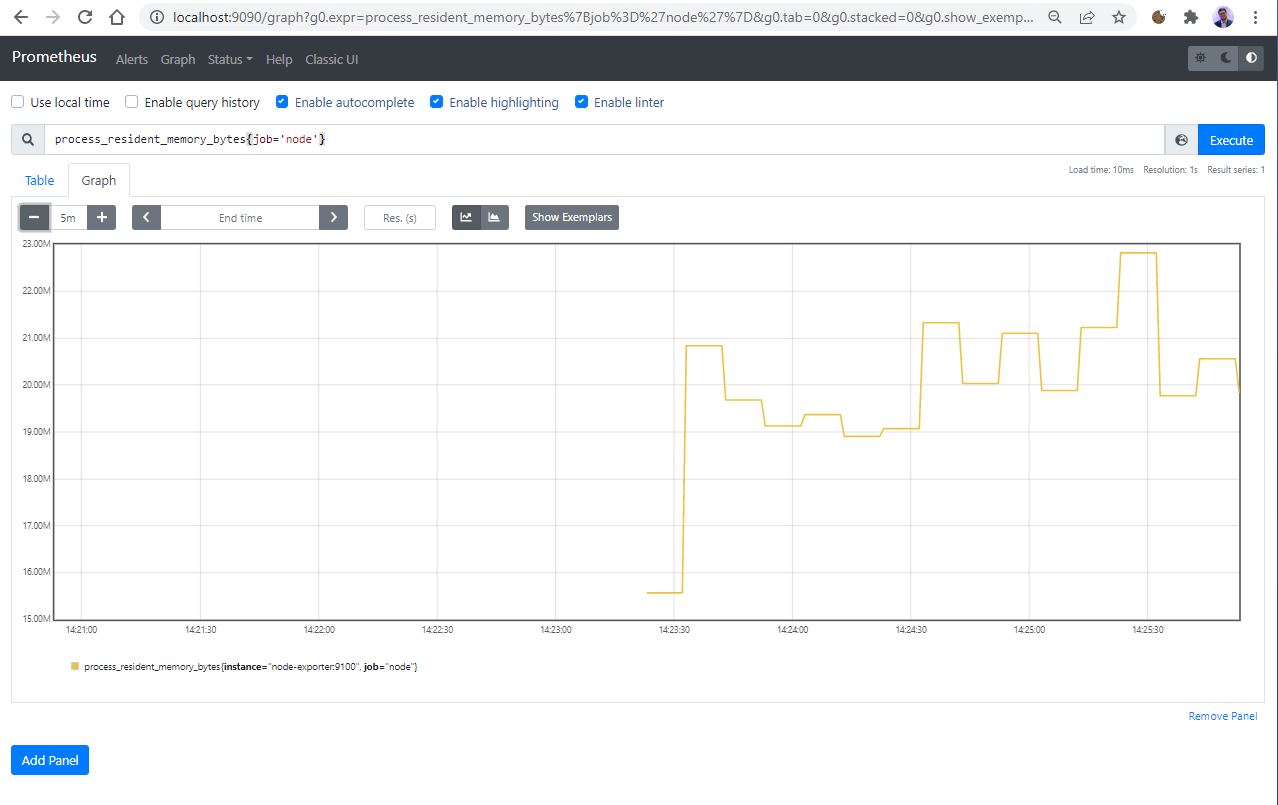 localhost:9090/graph?g0.expr=process_resident_memory_bytes%7Bjob%3D%27node%27%7D&g0.tab=0&g0.stacked=0&g0.show_exemp...
Prometheus Alerts Graph Status Help Classic UI
Use local time Enable query history Enable autocomplete Enable highlighting Enable linter
process_resident_memory_bytes{job='node'} Execute
Load time: 10ms Resolution: 1s Result series: 1
Table Graph
5m End time Res. (s) Show Exemplars
23.00M
22.00M
21.00M
20.00M
19.00M
18.00M
17.00M
16.00M
15.00M
14:21:00 14:21:30 14:22:00 14:22:30 14:23:00 14:23:30 14:24:00 14:24:30 14:25:00 14:25:30
process_resident_memory_bytes{instance="node-exporter:9100", job="node"}
Remove Panel
Add Panel